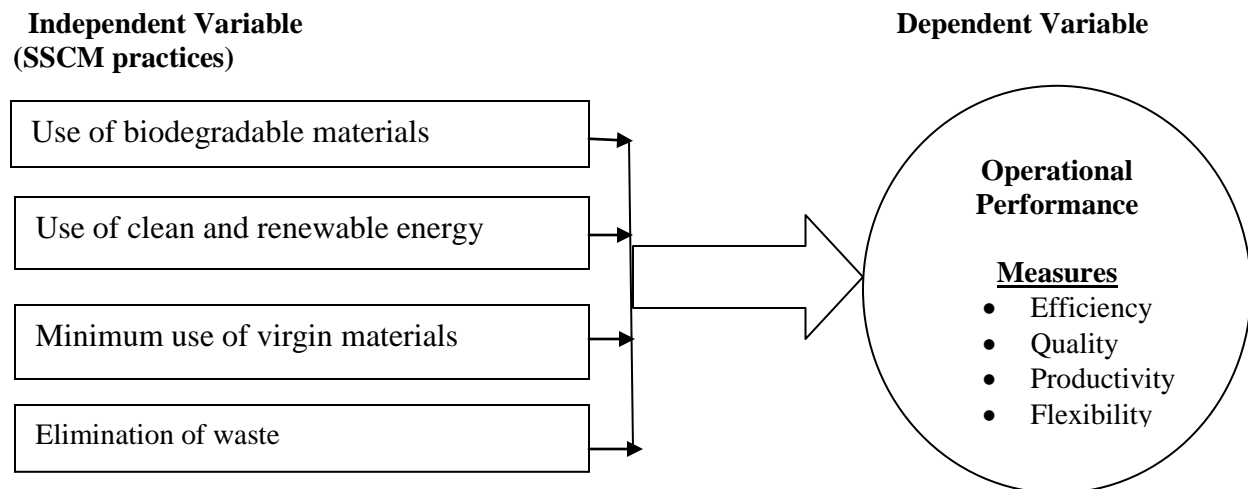 Independent Variable
(SSCM practices)
Use of biodegradable materials
Use of clean and renewable energy
Minimum use of virgin materials
Elimination of waste
Dependent Variable
Operational
Performance
Measures
• Efficiency
• Quality
• Productivity
• Flexibility